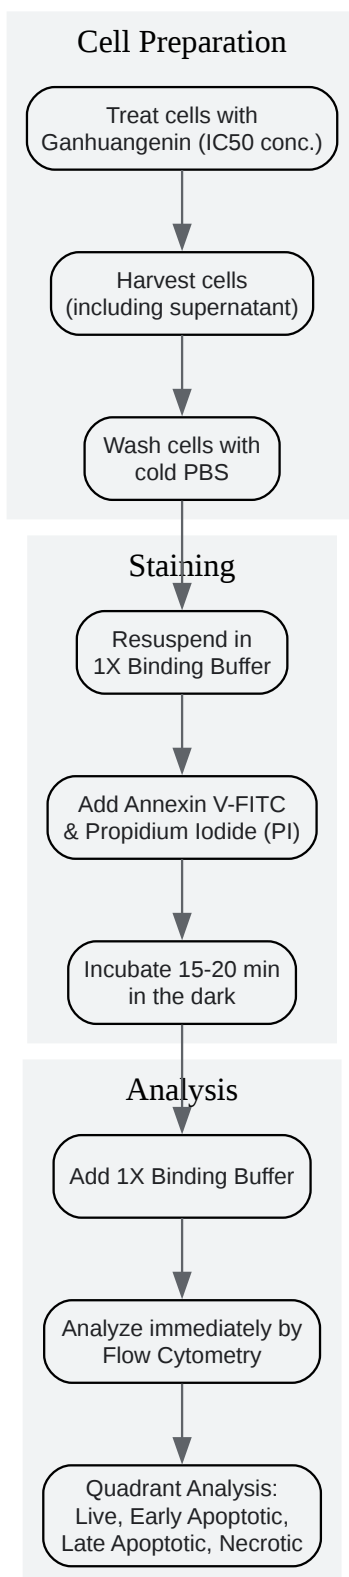 Cell Preparation
Treat cells with
Ganhuangenin (IC50 conc.)
Harvest cells
(including supernatant)
Wash cells with
cold PBS
Staining
Resuspend in
1X Binding Buffer
Add Annexin V-FITC
& Propidium Iodide (PI)
Incubate 15-20 min
in the dark
Analysis
Add 1X Binding Buffer
Analyze immediately by
Flow Cytometry
Quadrant Analysis:
Live, Early Apoptotic,
Late Apoptotic, Necrotic